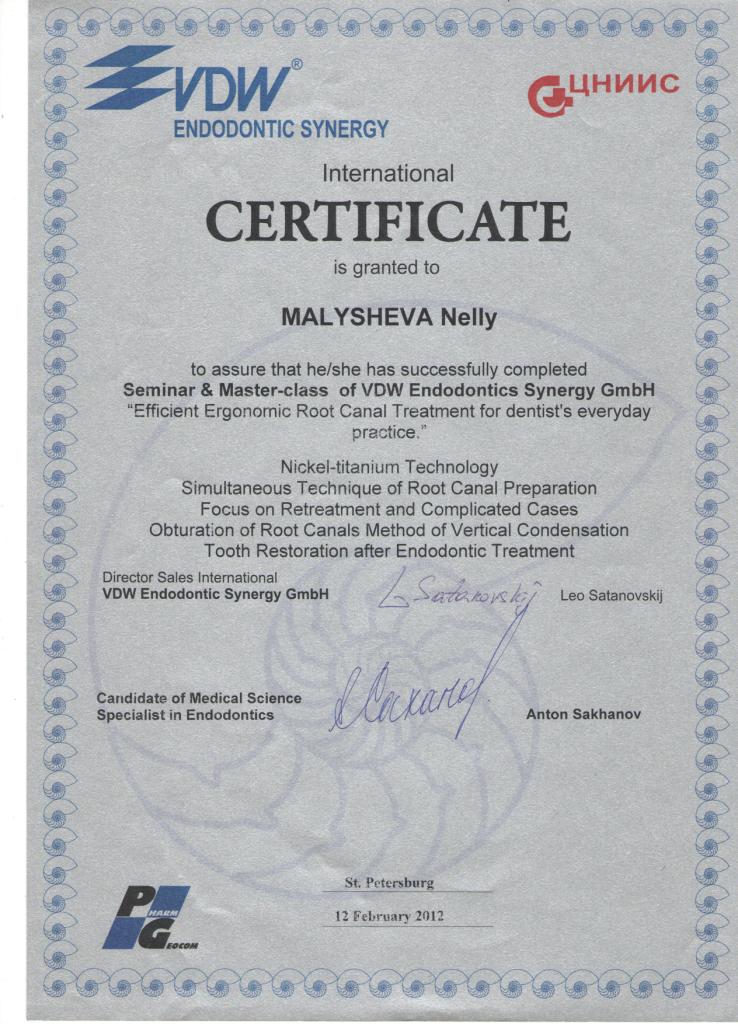 VDW®
ENDODONTIC SYNERGY
ЦНИИС
International
CERTIFICATE
is granted to
MALYSHEVA Nelly
to assure that he/she has successfully completed
Seminar & Master-class of VDW Endodontics Synergy GmbH
“Efficient Ergonomic Root Canal Treatment for dentist's everyday
practice.”
Nickel-titanium Technology
Simultaneous Technique of Root Canal Preparation
Focus on Retreatment and Complicated Cases
Obturation of Root Canals Method of Vertical Condensation
Tooth Restoration after Endodontic Treatment
Director Sales International
VDW Endodontic Synergy GmbH
L Satanovskij
Leo Satanovskij
Candidate of Medical Science
Specialist in Endodontics
Anton Sakhanov
St. Petersburg
12 February 2012
PHARM
GEOCOM